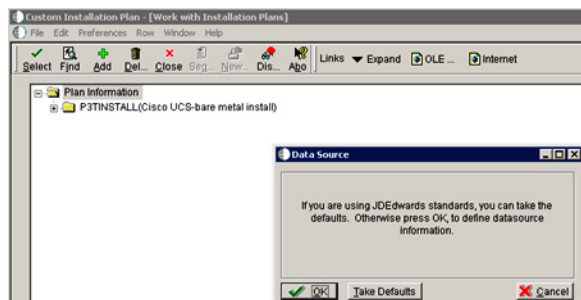 Custom Installation Plan - [Work with Installation Plans]
File Edit Preferences Row Window Help
Select Find Add Del... Close Seq... New... Dis... Abo Links Expand OLE ... Internet
Plan Information
P3TINSTALL(Cisco UCS-bare metal install)
Data Source
If you are using JDEdwards standards, you can take the
defaults. Otherwise press OK, to define datasource
information.
OK Take Defaults Cancel